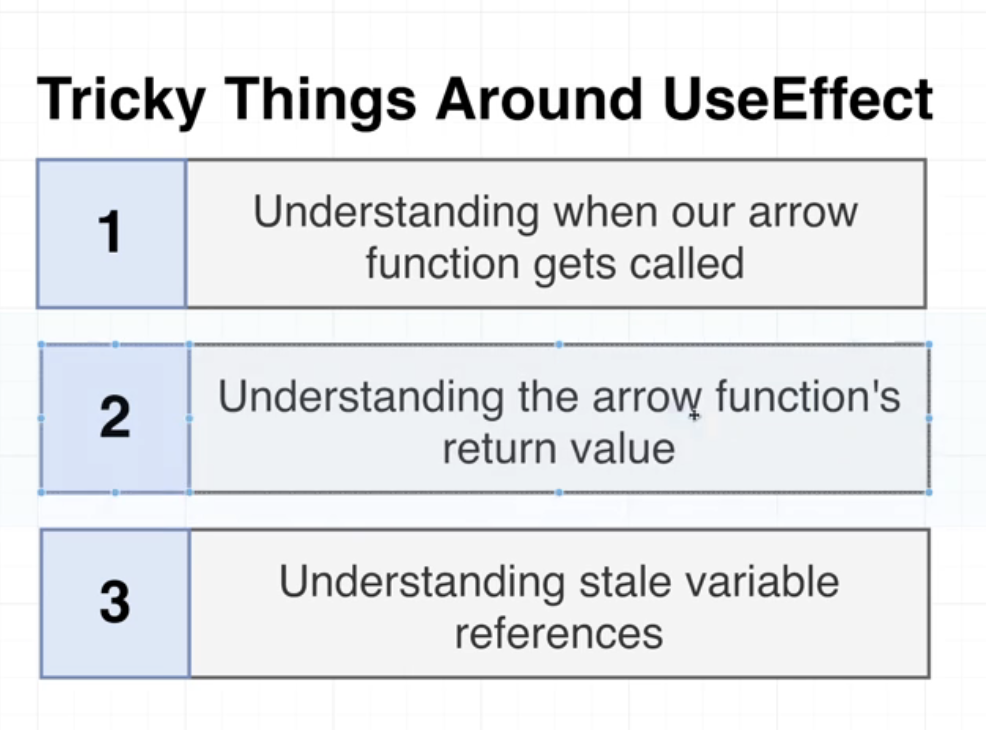 Tricky Things Around UseEffect
1
Understanding when our arrow
function gets called
2
Understanding the arrow function's
return value
3
Understanding stale variable
references